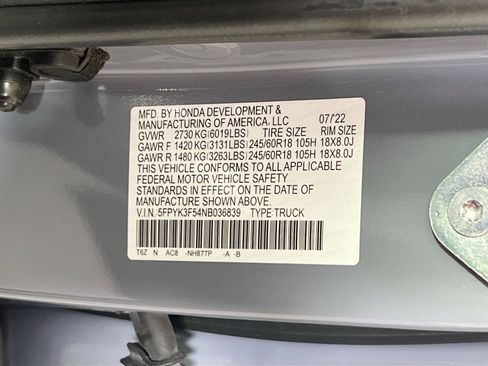 MFD. BY HONDA DEVELOPMENT &
MANUFACTURING OF AMERICA, LLC 07/'22
GVWR 2730 KG (6019LBS) TIRE SIZE RIM SIZE
GAWR F 1420 KG (3131LBS) 245/60R18 105H 18X8.0J
GAWR R 1480 KG (3263LBS) 245/60R18 105H 18X8.0J
THIS VEHICLE CONFORMS TO ALL APPLICABLE
FEDERAL MOTOR VEHICLE SAFETY
STANDARDS IN EFFECT ON THE DATE OF
MANUFACTURE SHOWN ABOVE.
V.I.N. 5FPYK3F54NB036839 TYPE TRUCK
T6Z N AC8 -NH877P -A -B